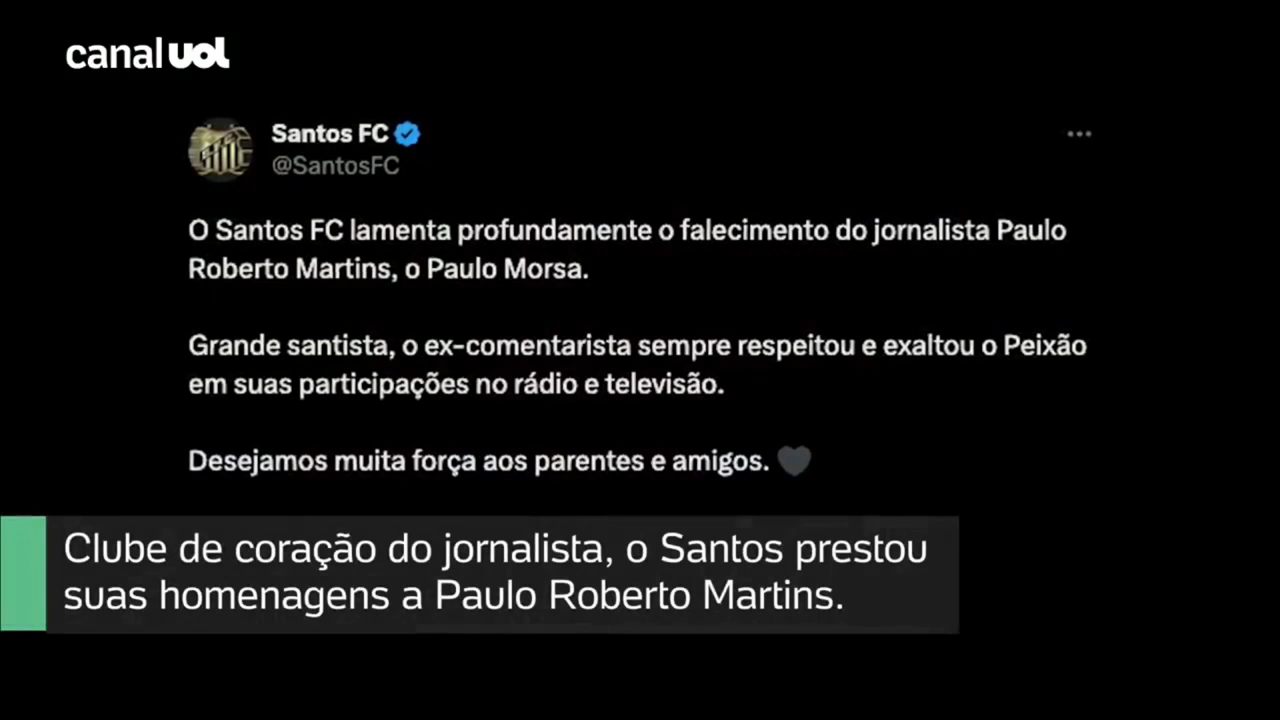 canal uol
Santos FC
@SantosFC
O Santos FC lamenta profundamente o falecimento do jornalista Paulo
Roberto Martins, o Paulo Morsa.
Grande santista, o ex-comentarista sempre respeitou e exaltou o Peixão
em suas participações no rádio e televisão.
Desejamos muita força aos parentes e amigos. 🖤
Clube de coração do jornalista, o Santos prestou
suas homenagens a Paulo Roberto Martins.